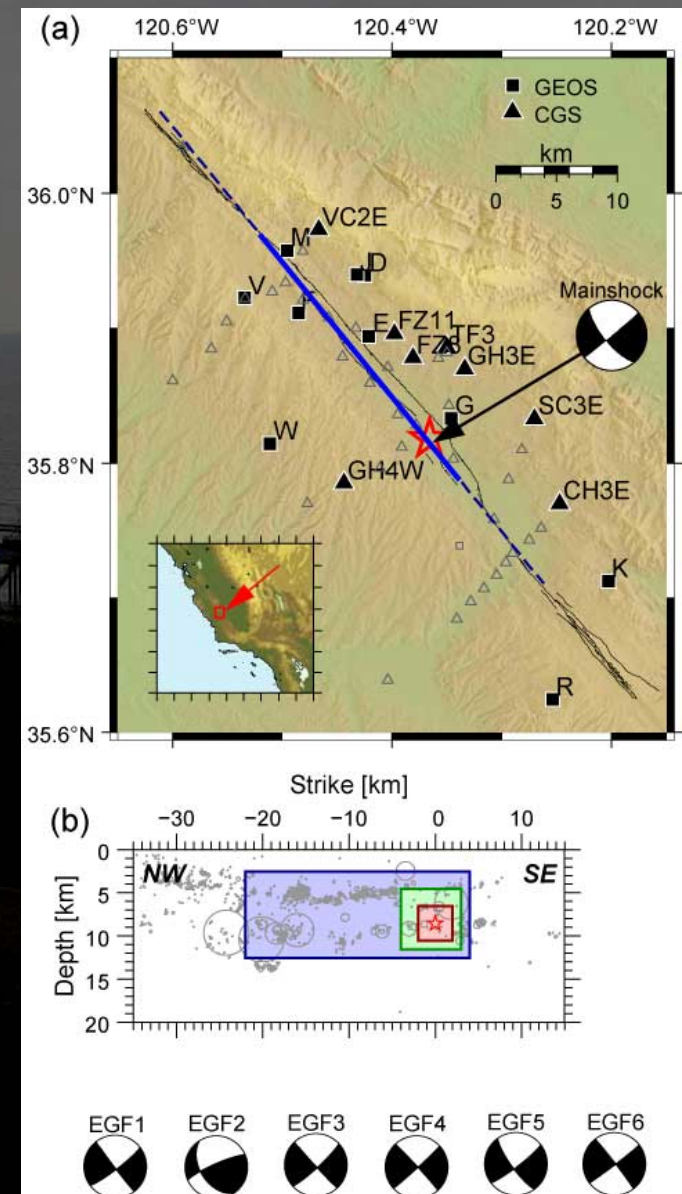 (a)
120.6°W 120.4°W 120.2°W
GEOS
CGS
km
0 5 10
36.0°N
VC2E
M
D
V
Mainshock
E FZ11
TF3
GH3E
G
SC3E
W
35.8°N
GH4W
CH3E
K
R
35.6°N
Strike [km]
(b)
−30 −20 −10 0 10
0
NW SE
5
Depth [km]
10
15
20
EGF1 EGF2 EGF3 EGF4 EGF5 EGF6